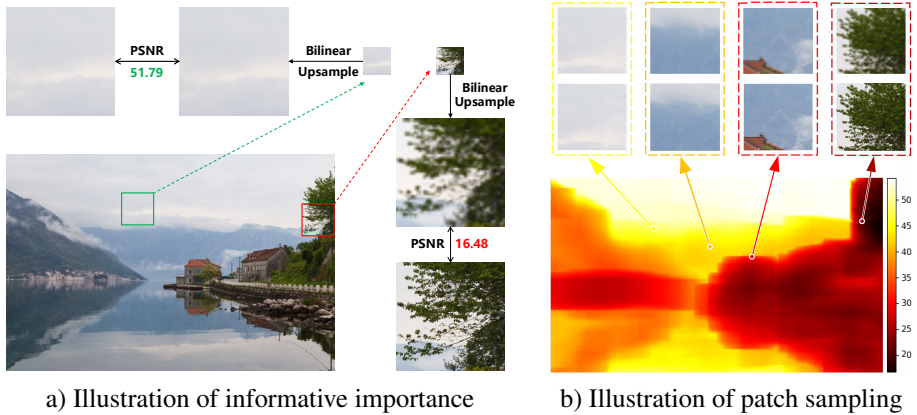 PSNR
51.79
Bilinear
Upsample
Bilinear
Upsample
PSNR 16.48
50
45
40
35
30
25
20
a) Illustration of informative importance
b) Illustration of patch sampling